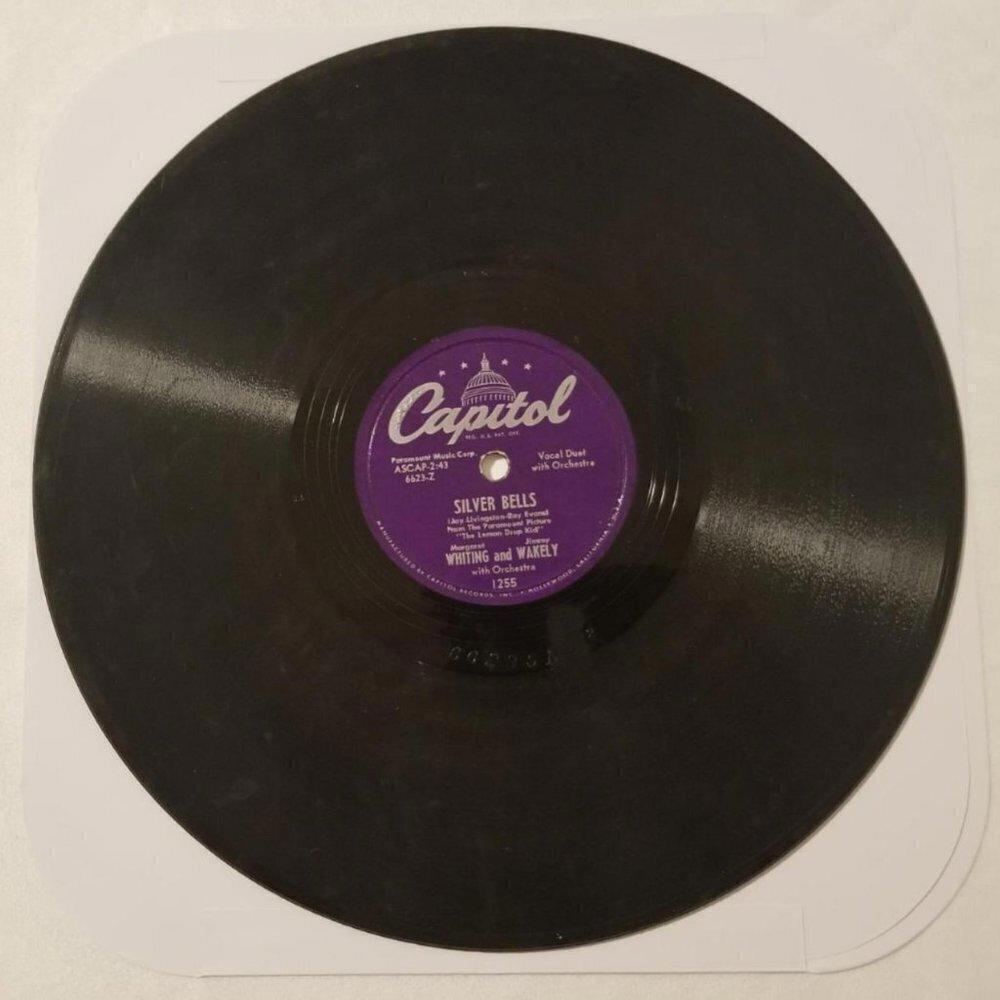 Capitol
REG. U.S. PAT. OFF.
Paramount Music Corp.
ASCAP-2:43
6623-Z
Vocal Duet
with Orchestra
SILVER BELLS
(Jay Livingston-Ray Evans)
From The Paramount Picture
"The Lemon Drop Kid"
Margaret Jimmy
WHITING and WAKELY
with Orchestra
1255
MANUFACTURED BY CAPITOL RECORDS, INC. • HOLLYWOOD, CALIFORNIA, U.S.A.